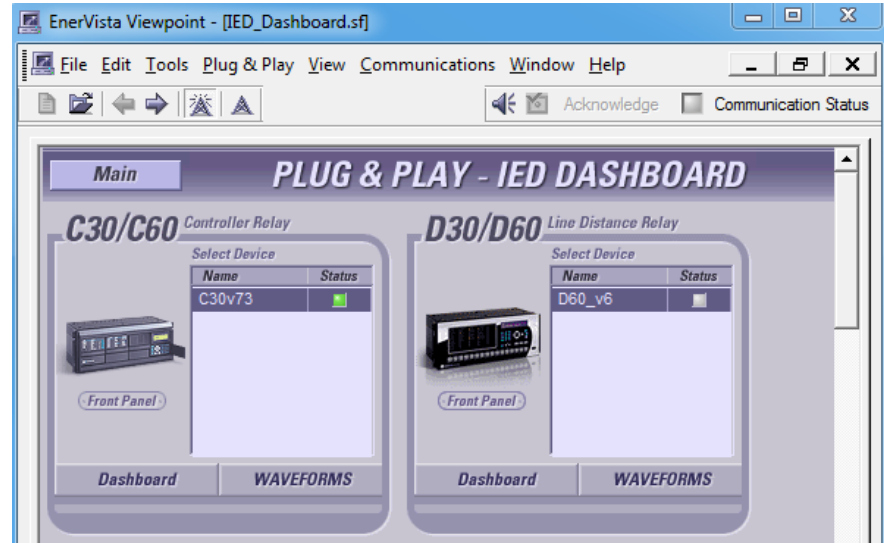 EnerVista Viewpoint - [IED_Dashboard.sf]
File Edit Tools Plug & Play View Communications Window Help
Acknowledge Communication Status
Main PLUG & PLAY - IED DASHBOARD
C30/C60 Controller Relay
Select Device
Name Status
C30v73
Front Panel
Dashboard WAVEFORMS
D30/D60 Line Distance Relay
Select Device
Name Status
D60_v6
Front Panel
Dashboard WAVEFORMS